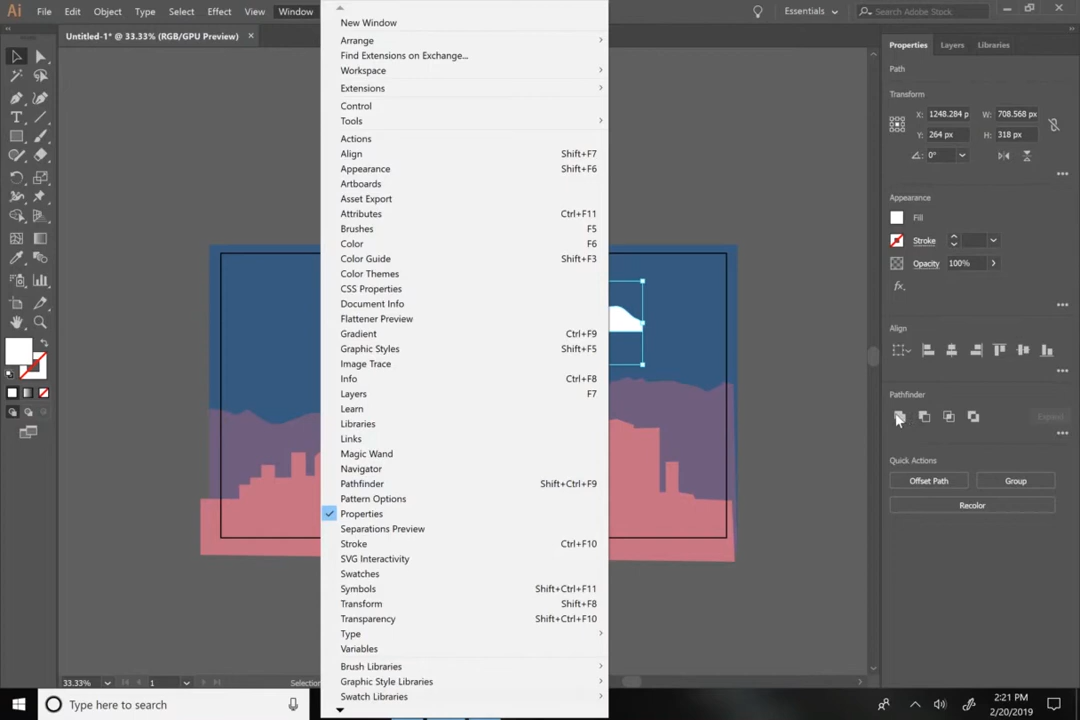 Ai File Edit Object Type Select Effect View Window Essentials Search Adobe Stock
Untitled-1* @ 33.33% (RGB/GPU Preview) ×
New Window
Arrange
Find Extensions on Exchange...
Workspace
Extensions
Control
Tools
Actions
Align Shift+F7
Appearance Shift+F6
Artboards
Asset Export
Attributes Ctrl+F11
Brushes F5
Color F6
Color Guide Shift+F3
Color Themes
CSS Properties
Document Info
Flattener Preview
Gradient Ctrl+F9
Graphic Styles Shift+F5
Image Trace
Info Ctrl+F8
Layers F7
Learn
Libraries
Links
Magic Wand
Navigator
Pathfinder Shift+Ctrl+F9
Pattern Options
Properties
Separations Preview
Stroke Ctrl+F10
SVG Interactivity
Swatches
Symbols Shift+Ctrl+F11
Transform Shift+F8
Transparency Shift+Ctrl+F10
Type
Variables
Brush Libraries
Graphic Style Libraries
Swatch Libraries
Properties Layers Libraries
Path
Transform
X: 1248.284 p W: 708.568 px
Y: 264 px H: 318 px
0°
Appearance
Fill
Stroke
Opacity 100%
fx.
Align
Pathfinder
Expand
Quick Actions
Offset Path Group
Recolor
33.33% 1 Selection
Type here to search
2:21 PM
2/20/2019